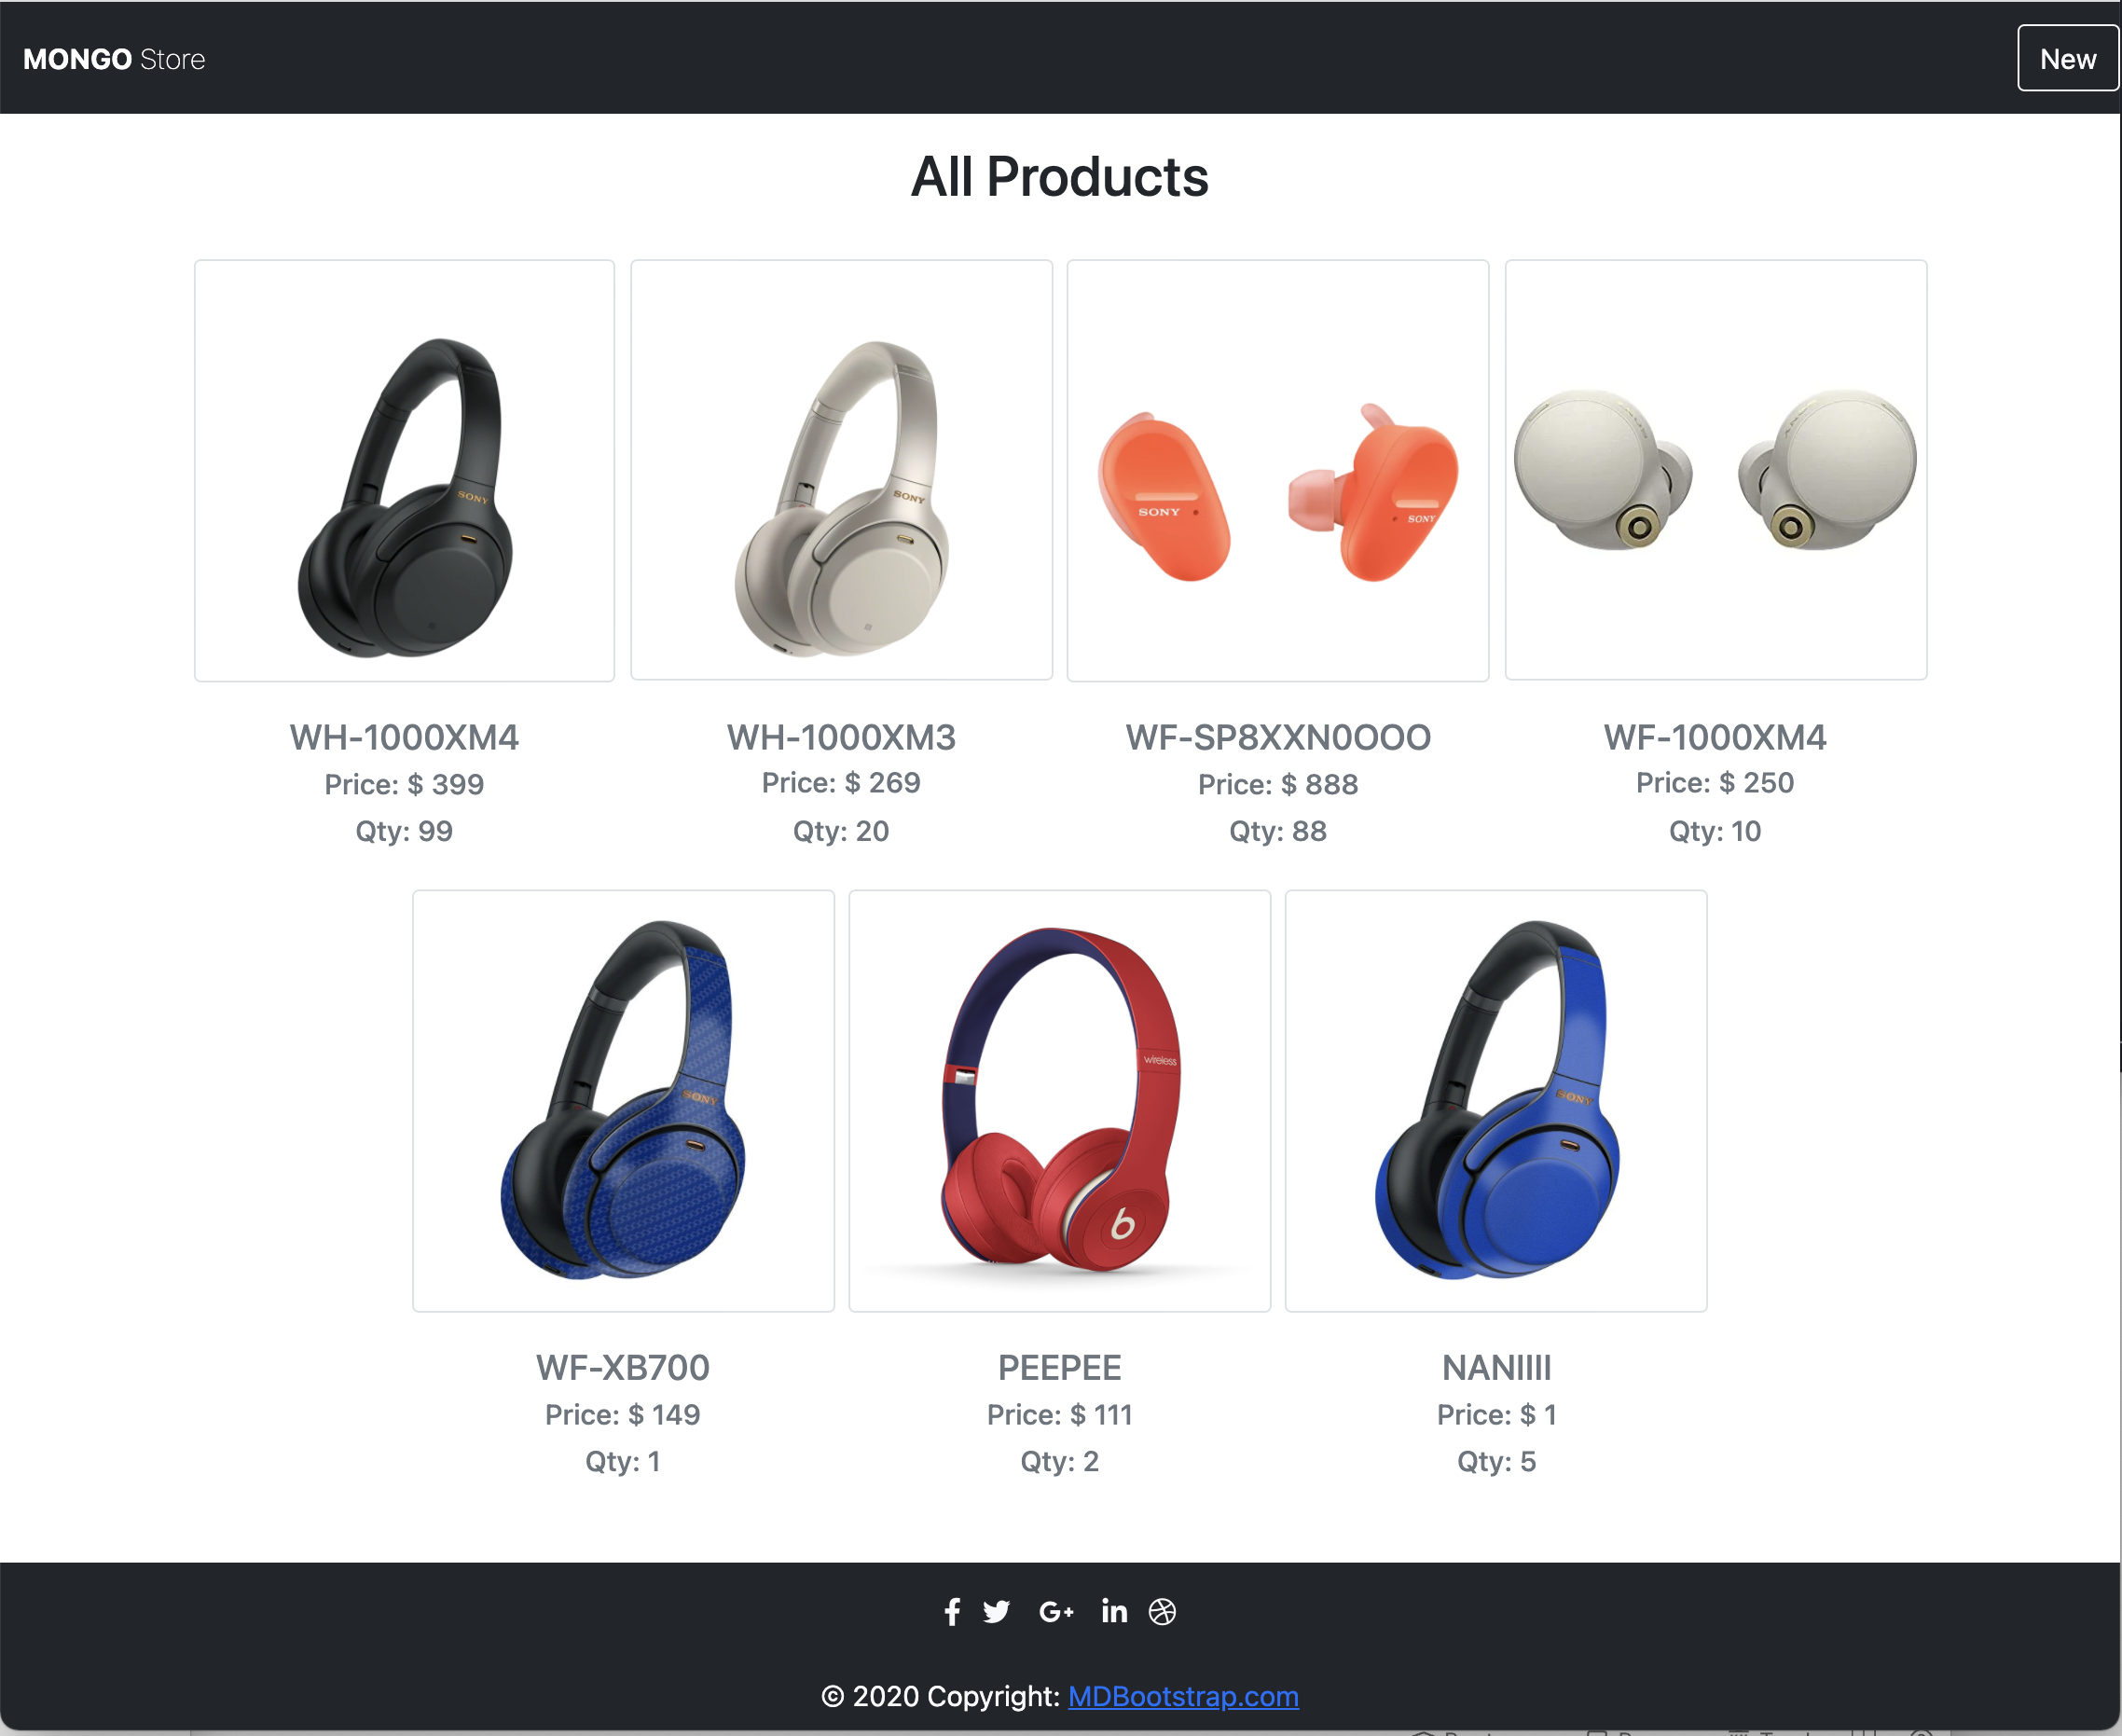 MONGO Store
New
All Products
SONY
SONY
SONY
SONY
WH-1000XM4
WH-1000XM3
WF-SP8XXN0OOO
WF-1000XM4
Price: $ 399
Price: $ 269
Price: $ 888
Price: $ 250
Qty: 99
Qty: 20
Qty: 88
Qty: 10
wireless
SONY
SONY
b
WF-XB700
PEEPEE
NANIIII
Price: $ 149
Price: $ 111
Price: $ 1
Qty: 1
Qty: 2
Qty: 5
f
G+
in
© 2020 Copyright: MDBootstrap.com